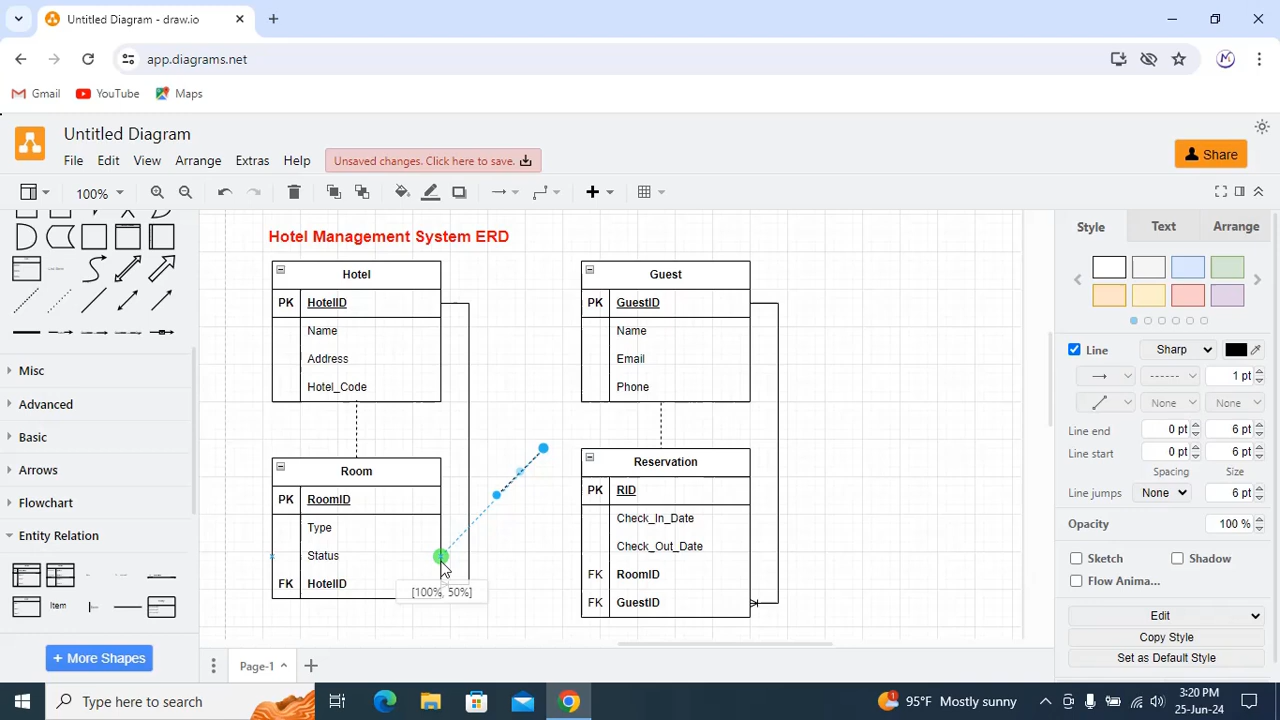 Untitled Diagram - draw.io
app.diagrams.net
Gmail YouTube Maps
Untitled Diagram
File Edit View Arrange Extras Help Unsaved changes. Click here to save. Share
100%
Hotel Management System ERD
Hotel
PK HotelID
Name
Address
Hotel_Code
Guest
PK GuestID
Name
Email
Phone
Room
PK RoomID
Type
Status
FK HotelID
[100%, 50%]
Reservation
PK RID
Check_In_Date
Check_Out_Date
FK RoomID
FK GuestID
Misc
Advanced
Basic
Arrows
Flowchart
Entity Relation
Item
+ More Shapes
Page-1
Style Text Arrange
Line Sharp
1 pt
None None
Line end 0 pt 6 pt
Line start 0 pt 6 pt
Spacing Size
Line jumps None 6 pt
Opacity 100 %
Sketch Shadow
Flow Anima...
Edit
Copy Style
Set as Default Style
Type here to search
1
95°F Mostly sunny
3:20 PM
25-Jun-24